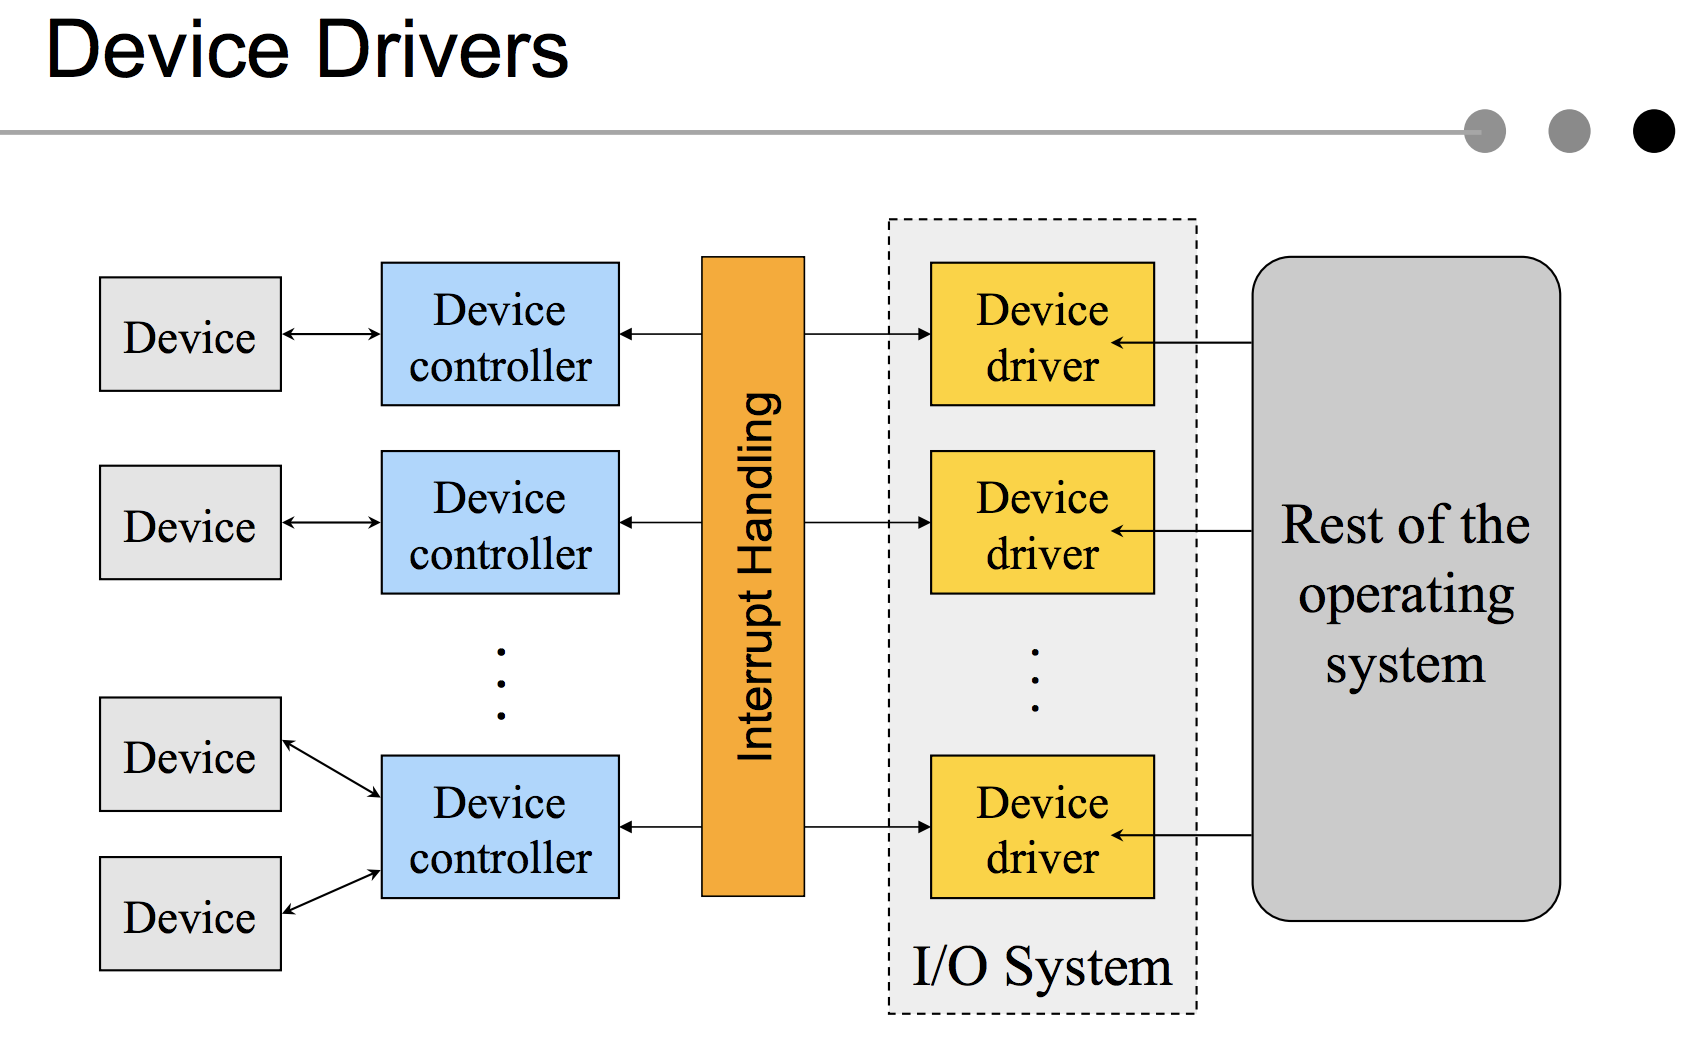 Device Drivers
Device
Device
controller
Interrupt Handling
Device
driver
Device
Device
controller
Device
driver
Rest of the
operating
system
Device
Device
Device
controller
Device
driver
I/O System